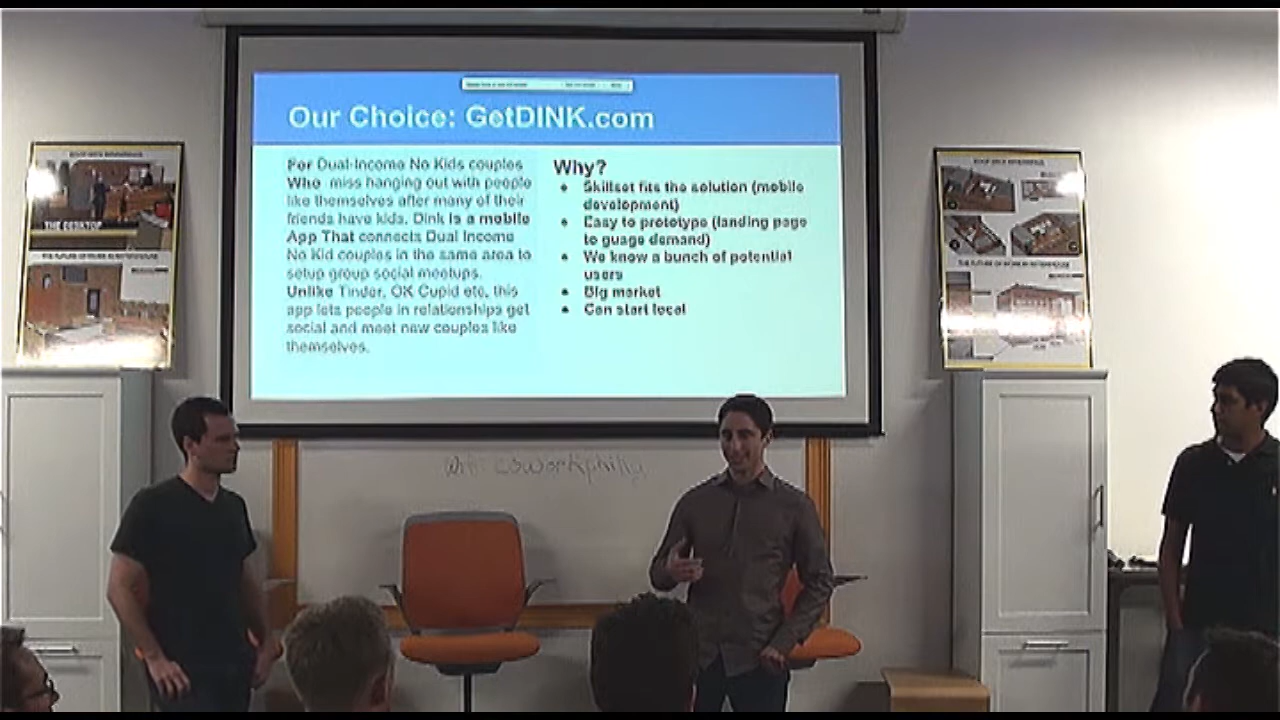 Our Choice: GetDINK.com
For Dual-Income No Kids couples
Who miss hanging out with people
like themselves after many of their
friends have kids. Dink is a mobile
App That connects Dual Income
No Kid couples in the same area to
setup group social meetups.
Unlike Tinder, OK Cupid etc, this
app lets people in relationships get
social and meet new couples like
themselves.
Why?
Skillset fits the solution (mobile
development)
Easy to prototype (landing page
to guage demand)
We know a bunch of potential
users
Big market
Can start local
THE DESKTOP
coworkphilly